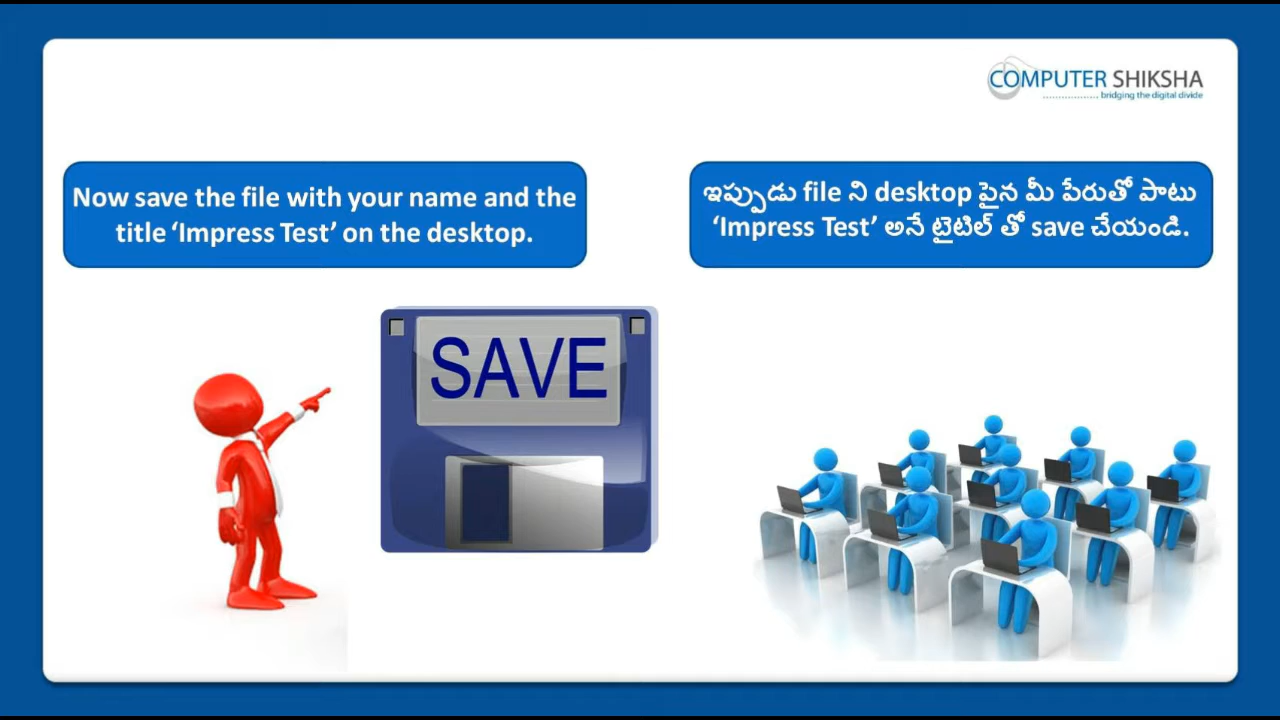 COMPUTER SHIKSHA
bridging the digital divide
Now save the file with your name and the
title ‘Impress Test’ on the desktop.
ఇప్పుడు file ని desktop పైన మీ పేరుతో పాటు
‘Impress Test’ అనే టైటిల్ తో save చేయండి.
SAVE